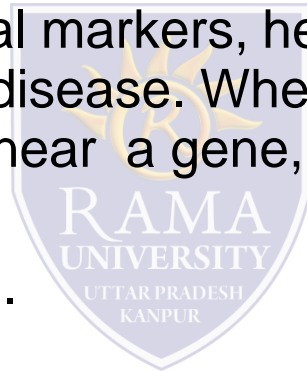 al markers, he
disease. Whe
near a gene,
RAMA
UNIVERSITY
UTTAR PRADESH
KANPUR
.